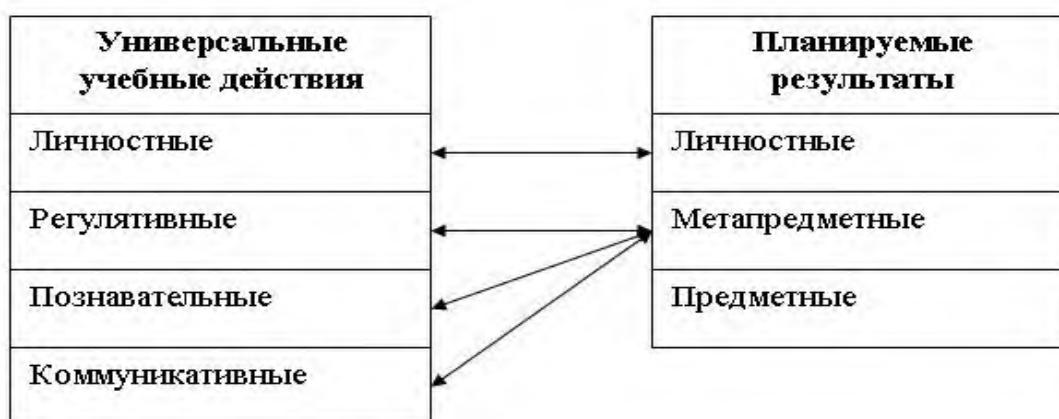 Универсальные
учебные действия
Личностные
Регулятивные
Познавательные
Коммуникативные
Планируемые
результаты
Личностные
Метапредметные
Предметные